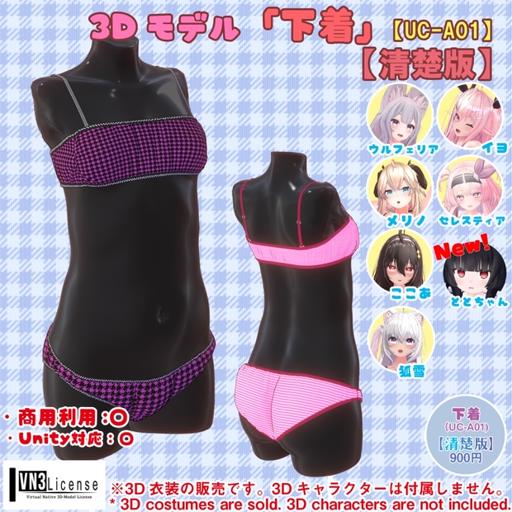 3D モデル「下着」【UC-A01】
【清楚版】
ウルフェリア
イヨ
メリノ
セレスティア
New!
ここあ
ととちゃん
狐雪
・商用利用:O
・Unity対応:O
下着
(UC-A01)
【清楚版】
900円
VN3License
Virtual Native 3D-Model License
※3D 衣装の販売です。3D キャラクターは付属しません。
* 3D costumes are sold. 3D characters are not included.